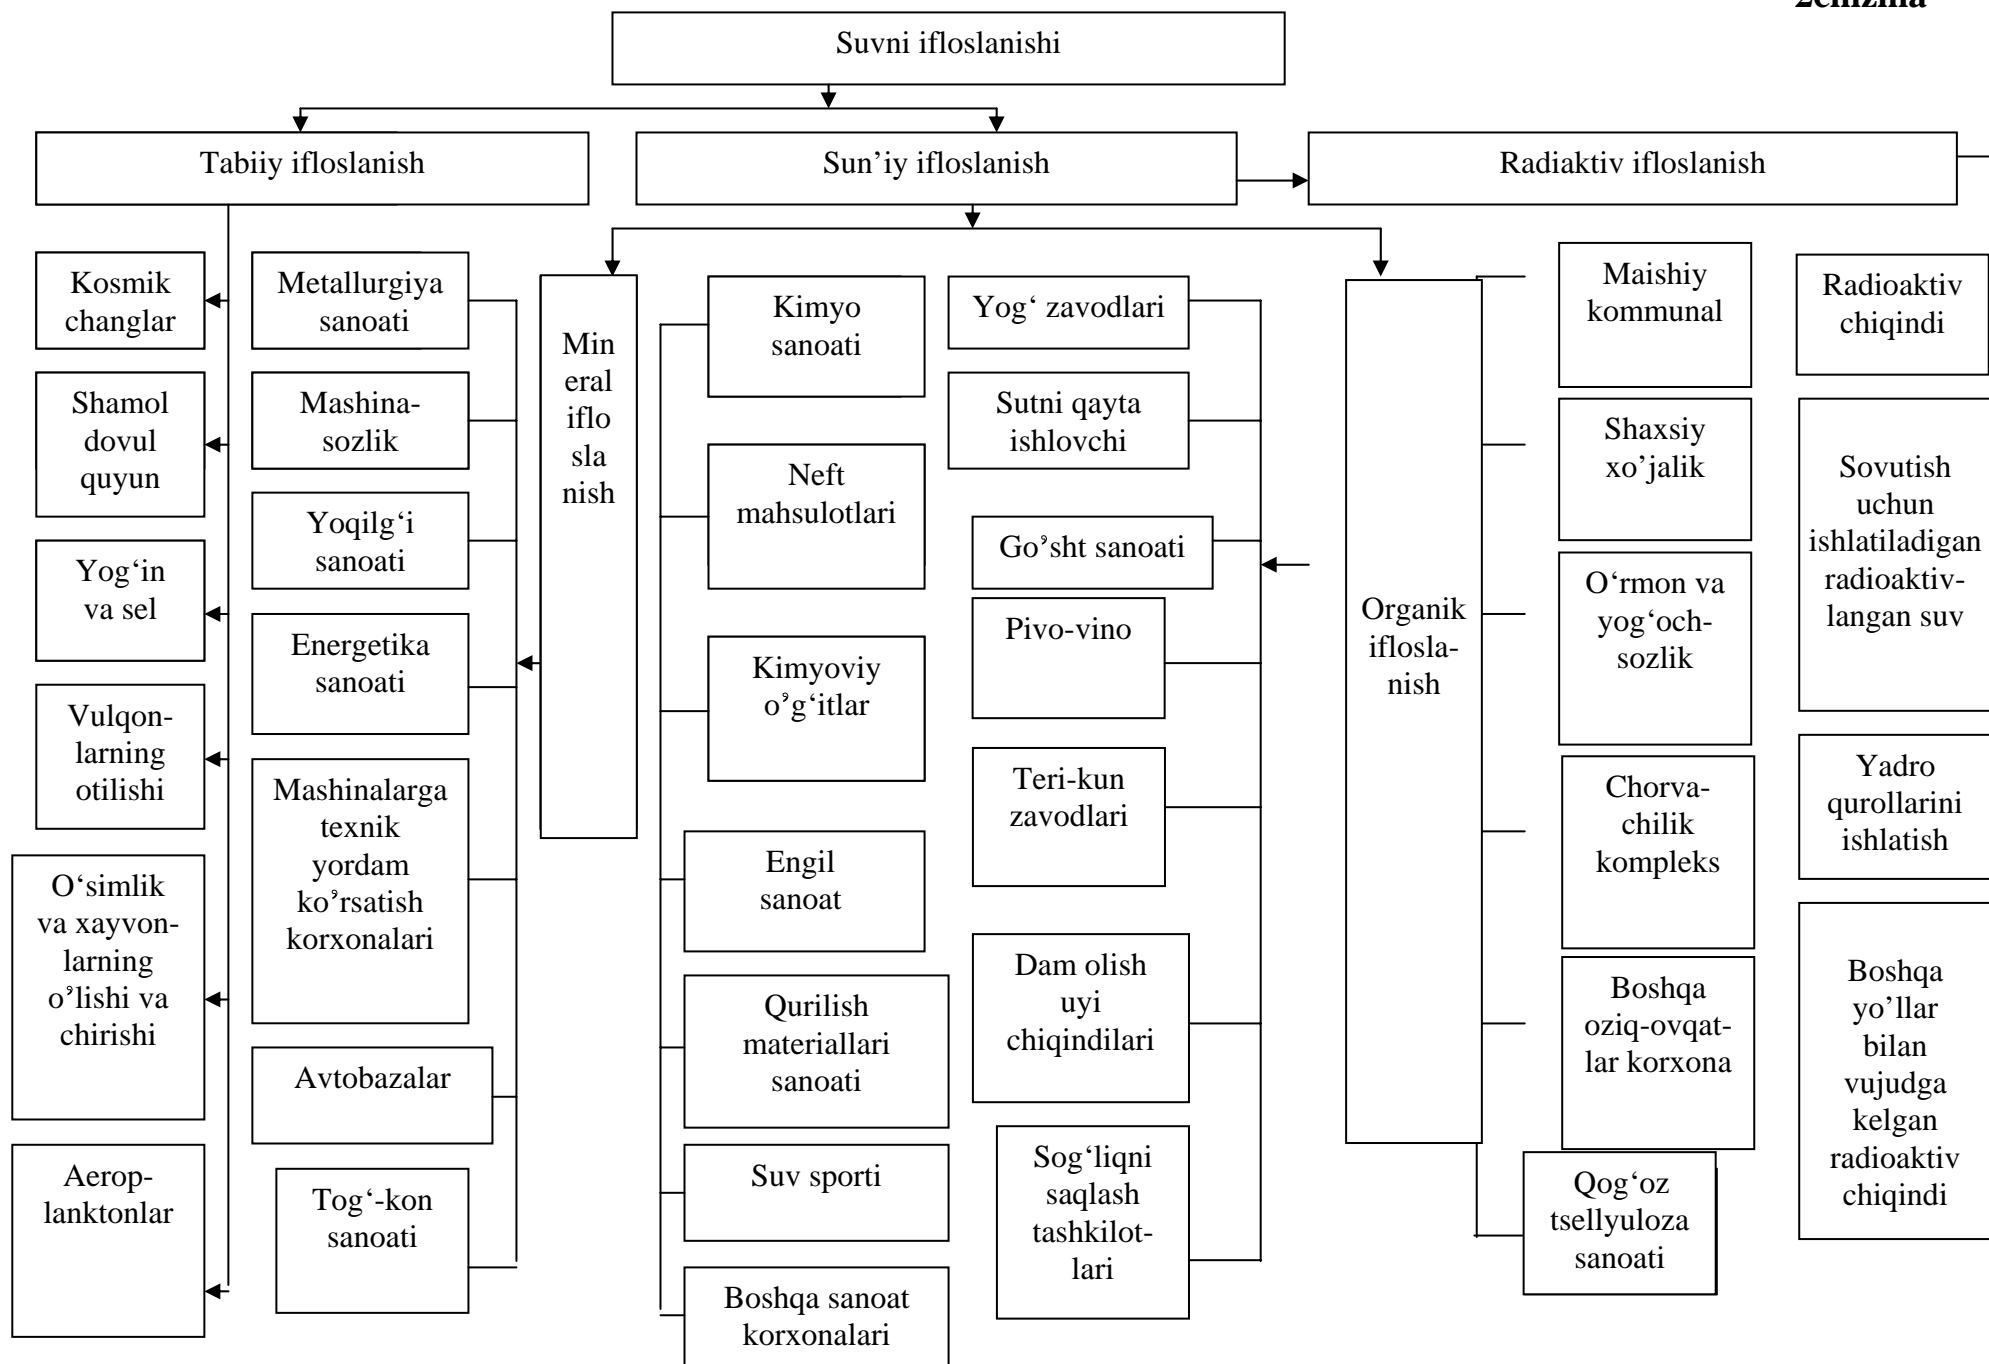 2chizma
Suvni ifloslanishi
Tabiiy ifloslanish
Sun’iy ifloslanish
Radiaktiv ifloslanish
Kosmik
changlar
Shamol
dovul
quyun
Yog‘in
va sel
Vulqon-
larning
otilishi
O‘simlik
va xayvon-
larning
o’lishi va
chirishi
Aerop-
lanktonlar
Metallurgiya
sanoati
Mashina-
sozlik
Yoqilg‘i
sanoati
Energetika
sanoati
Mashinalarga
texnik
yordam
ko’rsatish
korxonalari
Avtobazalar
Tog‘-kon
sanoati
Min
eral
iflo
sla
nish
Kimyo
sanoati
Neft
mahsulotlari
Kimyoviy
o’g‘itlar
Engil
sanoat
Qurilish
materiallari
sanoati
Suv sporti
Boshqa sanoat
korxonalari
Yog‘ zavodlari
Sutni qayta
ishlovchi
Go’sht sanoati
Pivo-vino
Teri-kun
zavodlari
Dam olish
uyi
chiqindilari
Sog‘liqni
saqlash
tashkilot-
lari
Organik
iflosla-
nish
Maishiy
kommunal
Shaxsiy
xo’jalik
O‘rmon va
yog‘och-
sozlik
Chorva-
chilik
kompleks
Boshqa
oziq-ovqat-
lar korxona
Qog‘oz
tsellyuloza
sanoati
Radioaktiv
chiqindi
Sovutish
uchun
ishlatiladigan
radioaktiv-
langan suv
Yadro
qurollarini
ishlatish
Boshqa
yo’llar
bilan
vujudga
kelgan
radioaktiv
chiqindi